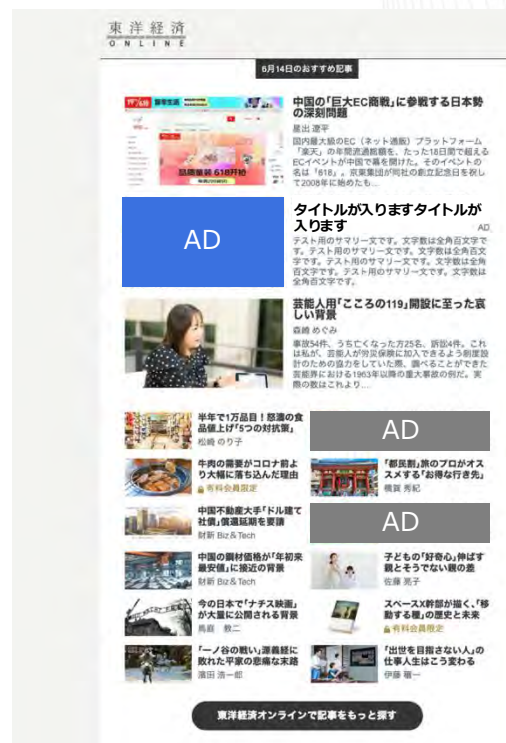 東洋経済
ONLINE
6月14日のおすすめ記事
品牌童装 618开抢
中国の「巨大EC商戦」に参戦する日本勢
の深刻問題
星出 遼平
国内最大級のEC(ネット通販)プラットフォーム
「楽天」の年間流通総額を、たった18日間で超える
ECイベントが中国で幕を開けた。そのイベントの
名は「618」。京東集団が同社の創立記念日を祝し
て2008年に始めたも...
AD
タイトルが入りますタイトルが
入ります
AD
テスト用のサマリー文です。文字数は全角百文字で
す。テスト用のサマリー文です。文字数は全角百文
字です。テスト用のサマリー文です。文字数は全角
百文字です。テスト用のサマリー文です。文字数は
全角百文字です。
芸能人用「こころの119」開設に至った哀
しい背景
森崎 めぐみ
事故54件、うち亡くなった方25名、訴訟4件。これ
は私が、芸能人が労災保険に加入できるよう制度設
計のための協力をしていた際、調べることができた
芸能界における1963年以降の重大事故の例だ。実
際の数はこれより...
半年で1万品目!怒濤の食
品値上げ「5つの対抗策」
松崎 のり子
AD
牛肉の需要がコロナ前よ
り大幅に落ち込んだ理由
有料会員限定
「都民割」旅のプロがオス
スメする「お得な行き先」
橋賀 秀紀
中国不動産大手「ドル建て
社債」償還延期を要請
財新 Biz&Tech
AD
中国の鋼材価格が「年初来
最安値」に接近の背景
財新 Biz&Tech
子どもの「好奇心」伸ばす
親とそうでない親の差
佐藤 亮子
今の日本で「ナチス映画」
が大量に公開される背景
鳥庭 数二
スペースX幹部が描く、「移
動する種」の歴史と未来
有料会員限定
「一ノ谷の戦い」源義経に
敗れた平家の悲痛な末路
濱田 浩一郎
「出世を目指さない人」の
仕事人生はこう変わる
伊藤
東洋経済オンラインで記事をもっと探す